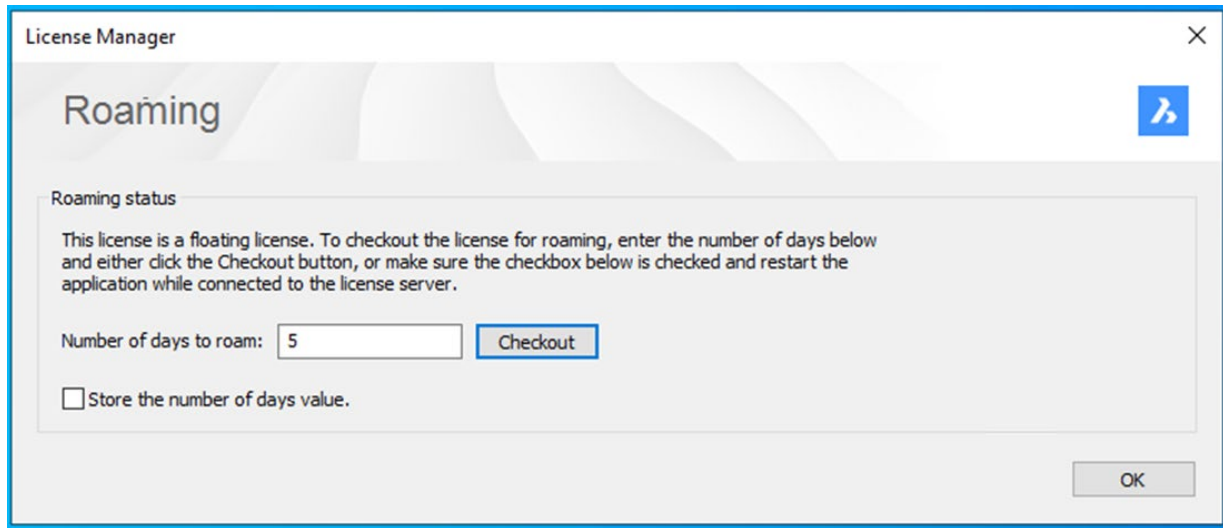 License Manager
Roaming
Roaming status
This license is a floating license. To checkout the license for roaming, enter the number of days below
and either click the Checkout button, or make sure the checkbox below is checked and restart the
application while connected to the license server.
Number of days to roam: 5 Checkout
Store the number of days value.
OK